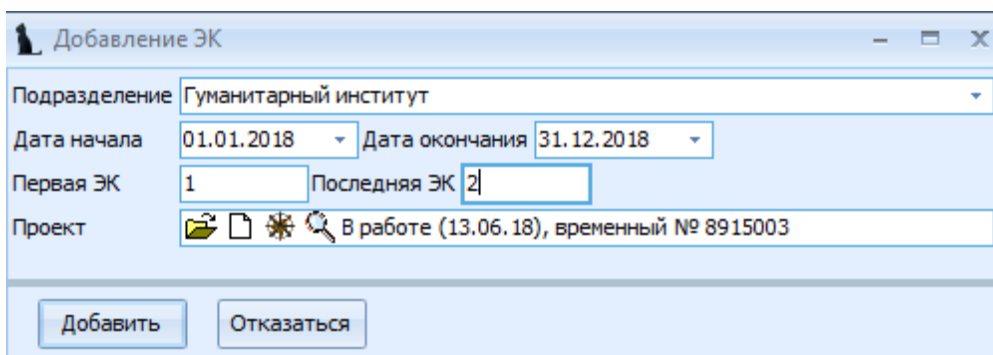 Добавление ЭК
Подразделение Гуманитарный институт
Дата начала 01.01.2018 Дата окончания 31.12.2018
Первая ЭК 1 Последняя ЭК 2
Проект В работе (13.06.18), временный № 8915003
Добавить Отказаться